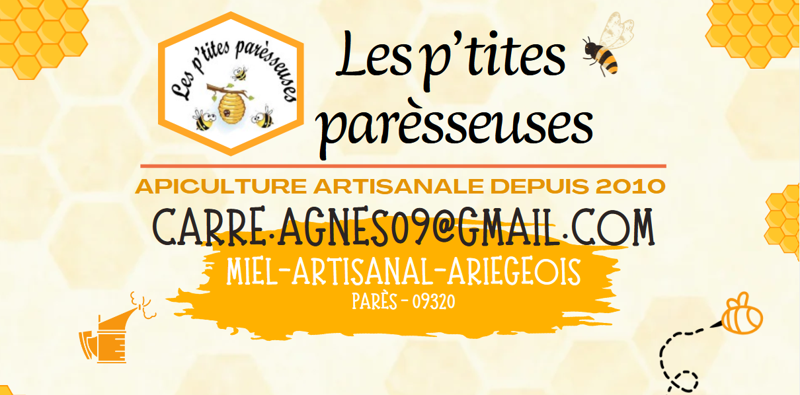 Les p'tites parèsseuses
Les p'tites
parèsseuses
APICULTURE ARTISANALE DEPUIS 2010
CARRE.AGNES09@GMAIL.COM
MIEL-ARTISANAL-ARIEGEOIS
PARÈS - 09320